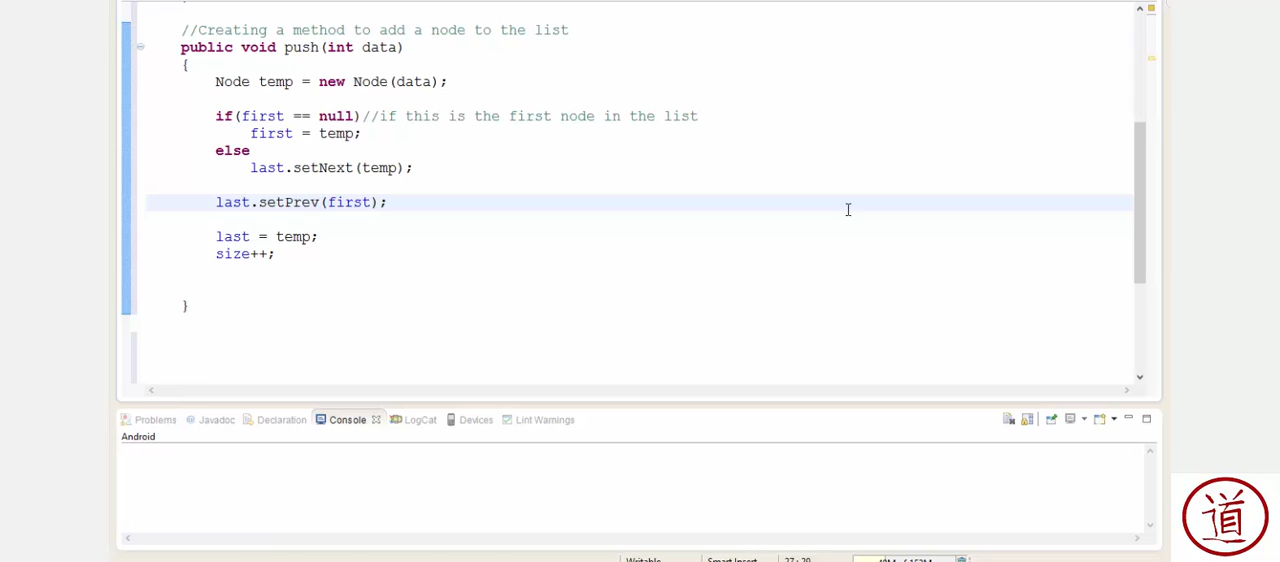 //Creating a method to add a node to the list
public void push(int data)
{
Node temp = new Node(data);
if(first == null)//if this is the first node in the list
first = temp;
else
last.setNext(temp);
last.setPrev(first);
last = temp;
size++;
}
Problems Javadoc Declaration Console LogCat Devices Lint Warnings
Android
Writable Smart Insert
道